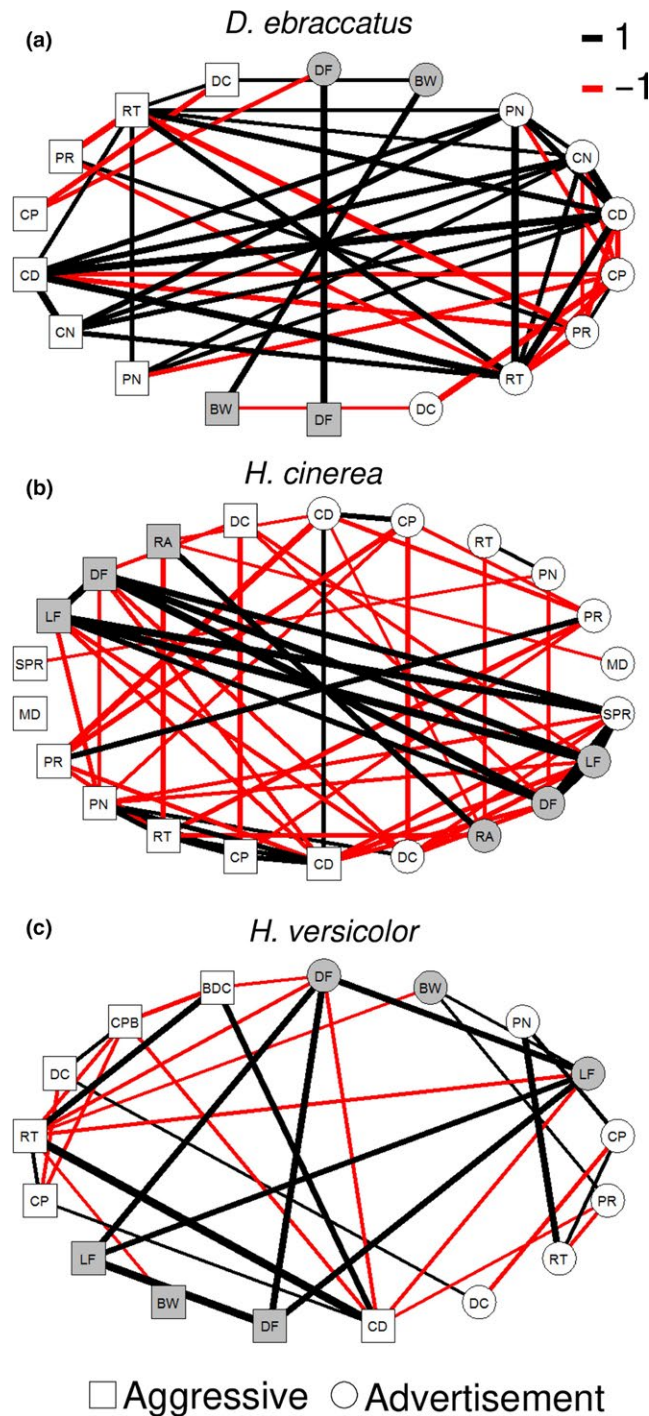 (a)
D. ebraccatus
1
-1
DC
DF
BW
RT
PN
PR
CN
CP
CD
CD
CP
CN
PR
PN
RT
BW
DF
DC
(b)
H. cinerea
DC
CD
CP
RA
RT
DF
PN
LF
PR
SPR
MD
MD
SPR
PR
LF
PN
DF
RT
RA
CP
CD
DC
(c)
H. versicolor
BDC
DF
BW
CPB
PN
DC
LF
RT
CP
CP
PR
LF
RT
BW
DC
DF
CD
Aggressive
Advertisement